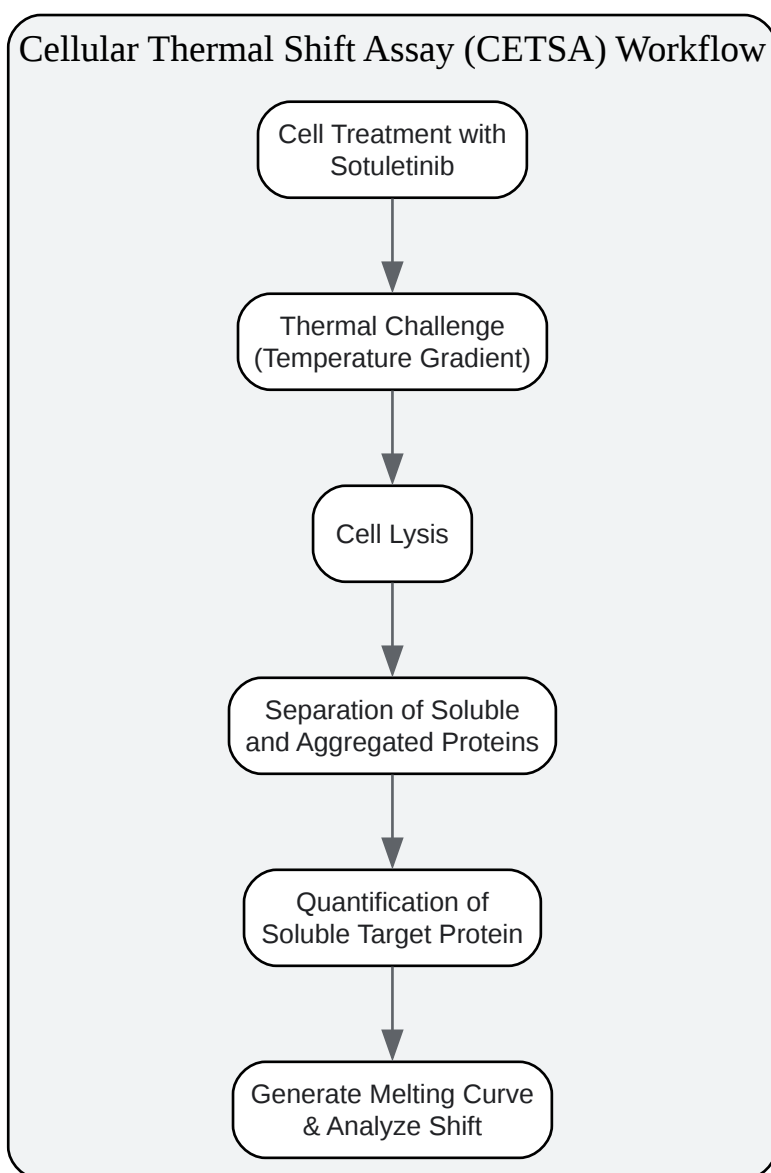 Cellular Thermal Shift Assay (CETSA) Workflow
Cell Treatment with
Sotuletinib
Thermal Challenge
(Temperature Gradient)
Cell Lysis
Separation of Soluble
and Aggregated Proteins
Quantification of
Soluble Target Protein
Generate Melting Curve
& Analyze Shift